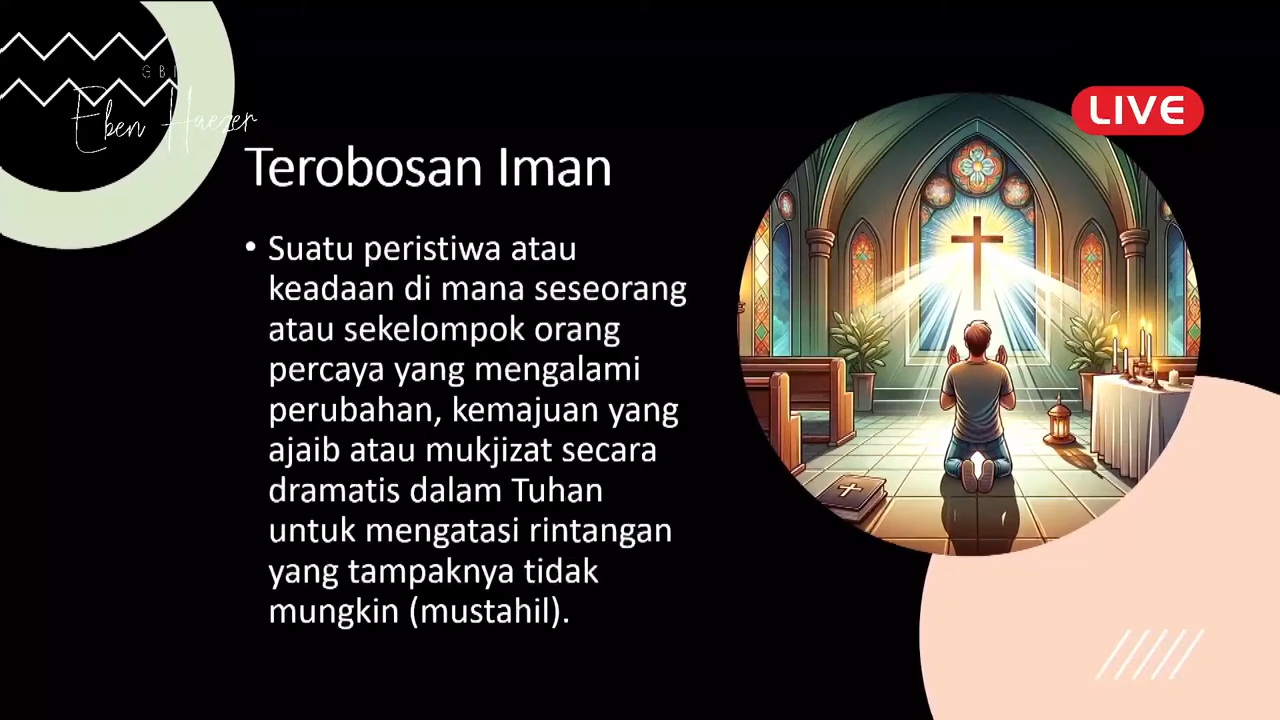 GBI
Eben Haezer
LIVE
Terobosan Iman
• Suatu peristiwa atau
keadaan di mana seseorang
atau sekelompok orang
percaya yang mengalami
perubahan, kemajuan yang
ajaib atau mukjizat secara
dramatis dalam Tuhan
untuk mengatasi rintangan
yang tampaknya tidak
mungkin (mustahil).